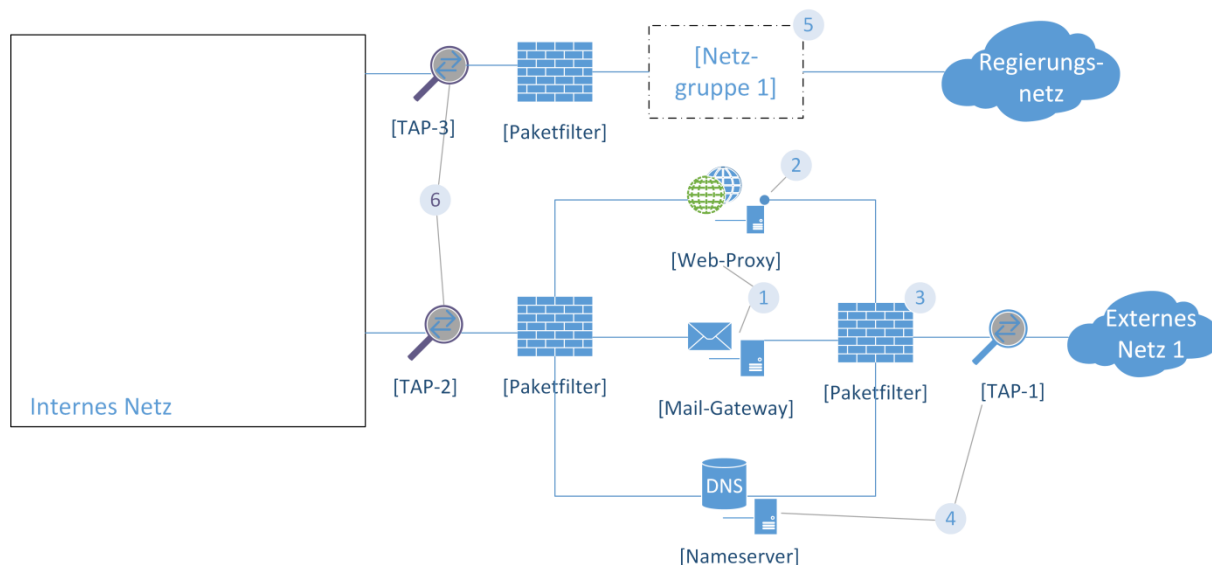 5
[Netz-
gruppe 1]
Regierungs-
netz
[TAP-3]
[Paketfilter]
2
6
[Web-Proxy]
1
3
Externes
Netz 1
Internes Netz
[TAP-2]
[Paketfilter]
[Mail-Gateway]
[Paketfilter]
[TAP-1]
DNS
4
[Nameserver]